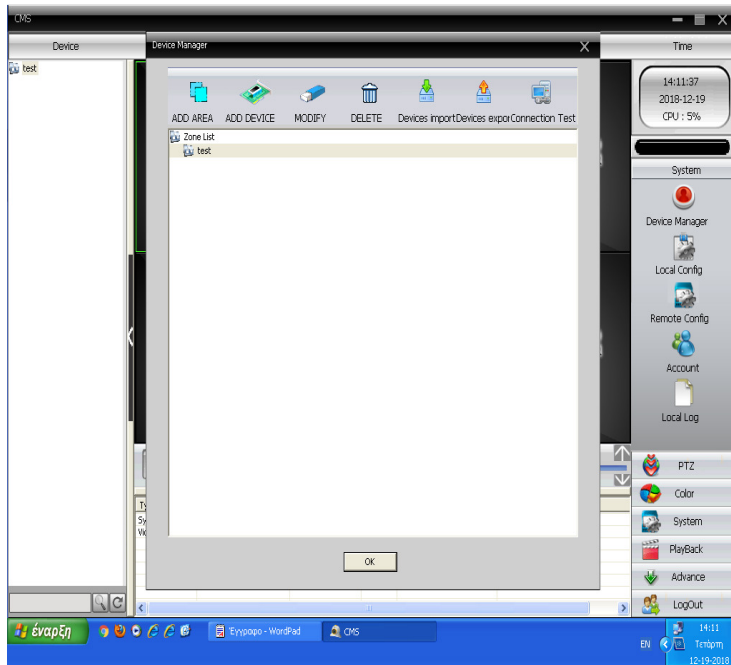 CMS
Device
Device Manager
Time
test
14:11:37
2018-12-19
CPU : 5%
ADD AREA
ADD DEVICE
MODIFY
DELETE
Devices import
Devices expor
Connection Test
Zone List
test
System
Device Manager
Local Config
Remote Config
Account
Local Log
PTZ
Color
System
PlayBack
Advance
LogOut
OK
έναρξη
Έγγραφο - WordPad
CMS
EN
14:11
Τετάρτη
12-19-2018